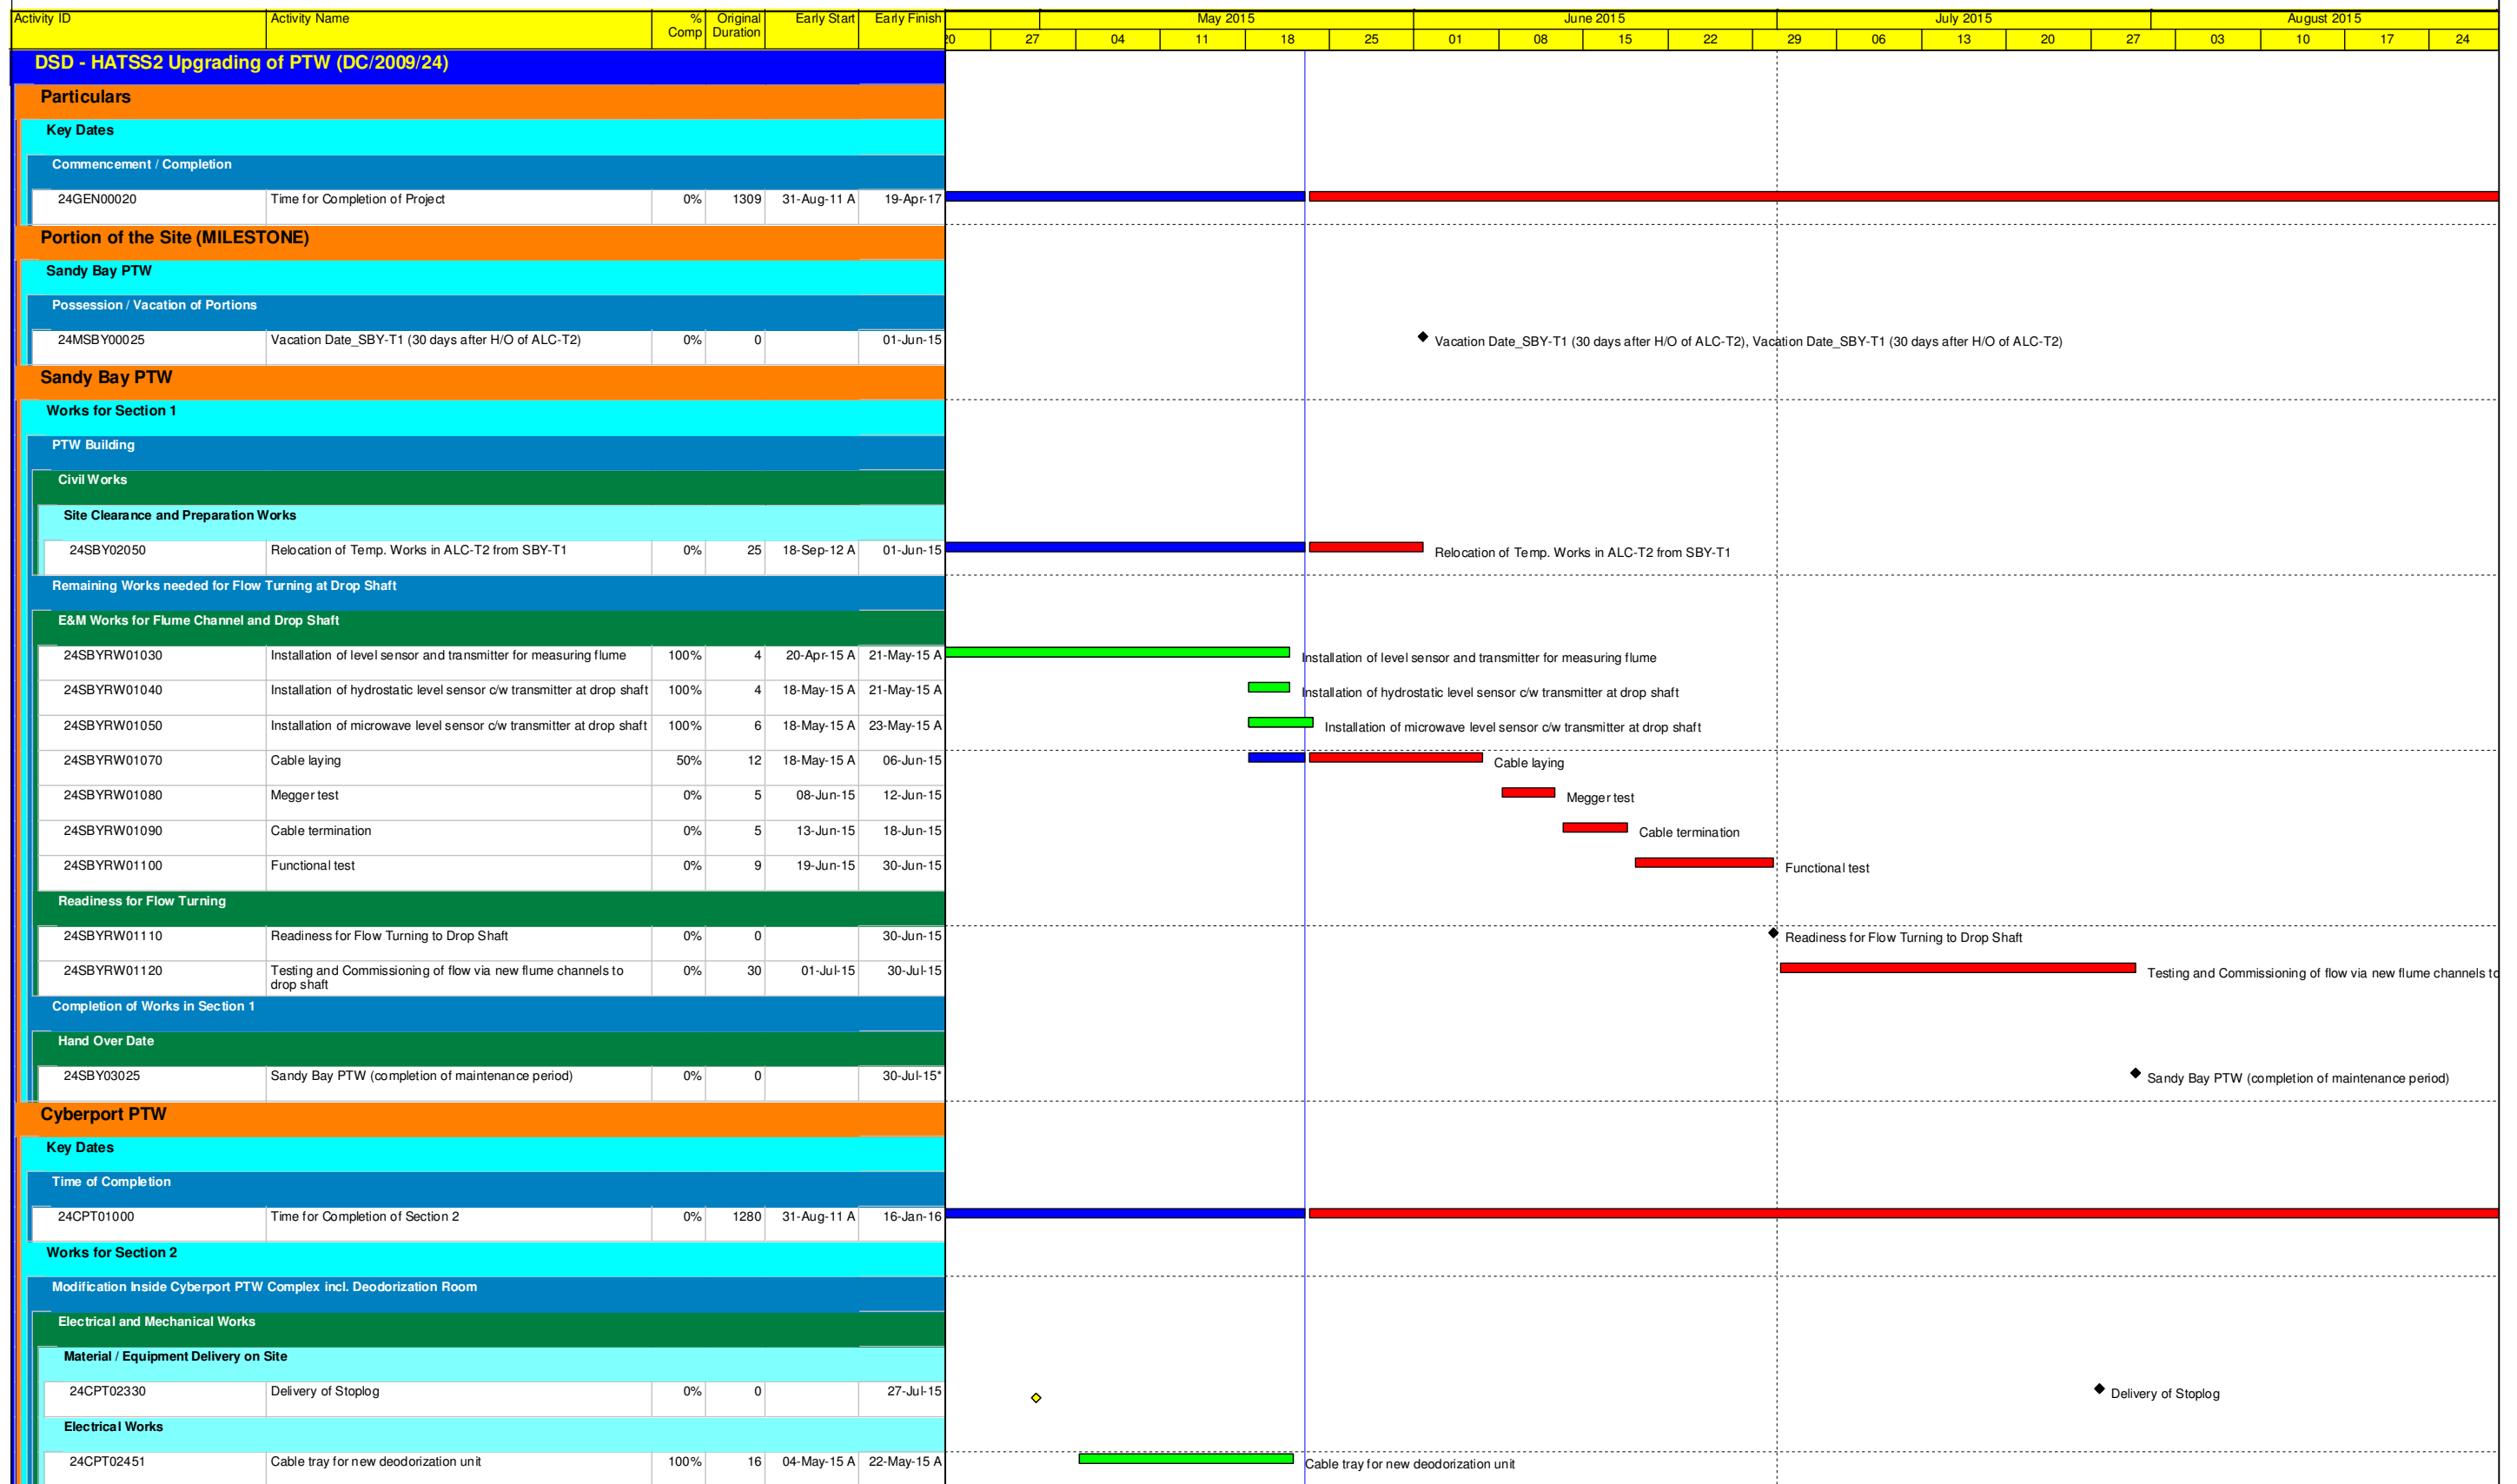 Activity ID Activity Name % Comp Original Duration Early Start Early Finish May 2015 June 2015 July 2015 August 2015
20 27 04 11 18 25 01 08 15 22 29 06 13 20 27 03 10 17 24
DSD - HATSS2 Upgrading of PTW (DC/2009/24)
Particulars
Key Dates
Commencement / Completion
24GEN00020 Time for Completion of Project 0% 1309 31-Aug-11 A 19-Apr-17
Portion of the Site (MILESTONE)
Sandy Bay PTW
Possession / Vacation of Portions
24MSBY00025 Vacation Date_SBY-T1 (30 days after H/O of ALC-T2) 0% 0 01-Jun-15 Vacation Date_SBY-T1 (30 days after H/O of ALC-T2), Vacation Date_SBY-T1 (30 days after H/O of ALC-T2)
Sandy Bay PTW
Works for Section 1
PTW Building
Civil Works
Site Clearance and Preparation Works
24SBY02050 Relocation of Temp. Works in ALC-T2 from SBY-T1 0% 25 18-Sep-12 A 01-Jun-15 Relocation of Temp. Works in ALC-T2 from SBY-T1
Remaining Works needed for Flow Turning at Drop Shaft
E&M Works for Flume Channel and Drop Shaft
24SBYRW01030 Installation of level sensor and transmitter for measuring flume 100% 4 20-Apr-15 A 21-May-15 A Installation of level sensor and transmitter for measuring flume
24SBYRW01040 Installation of hydrostatic level sensor c/w transmitter at drop shaft 100% 4 18-May-15 A 21-May-15 A Installation of hydrostatic level sensor c/w transmitter at drop shaft
24SBYRW01050 Installation of microwave level sensor c/w transmitter at drop shaft 100% 6 18-May-15 A 23-May-15 A Installation of microwave level sensor c/w transmitter at drop shaft
24SBYRW01070 Cable laying 50% 12 18-May-15 A 06-Jun-15 Cable laying
24SBYRW01080 Megger test 0% 5 08-Jun-15 12-Jun-15 Megger test
24SBYRW01090 Cable termination 0% 5 13-Jun-15 18-Jun-15 Cable termination
24SBYRW01100 Functional test 0% 9 19-Jun-15 30-Jun-15 Functional test
Readiness for Flow Turning
24SBYRW01110 Readiness for Flow Turning to Drop Shaft 0% 0 30-Jun-15 Readiness for Flow Turning to Drop Shaft
24SBYRW01120 Testing and Commissioning of flow via new flume channels to 0% 30 01-Jul-15 30-Jul-15 Testing and Commissioning of flow via new flume channels to
drop shaft
Completion of Works in Section 1
Hand Over Date
24SBY03025 Sandy Bay PTW (completion of maintenance period) 0% 0 30-Jul-15* Sandy Bay PTW (completion of maintenance period)
Cyberport PTW
Key Dates
Time of Completion
24CPT01000 Time for Completion of Section 2 0% 1280 31-Aug-11 A 16-Jan-16
Works for Section 2
Modification Inside Cyberport PTW Complex incl. Deodorization Room
Electrical and Mechanical Works
Material / Equipment Delivery on Site
24CPT02330 Delivery of Stoplog 0% 0 27-Jul-15 Delivery of Stoplog
Electrical Works
24CPT02451 Cable tray for new deodorization unit 100% 16 04-May-15 A 22-May-15 A Cable tray for new deodorization unit